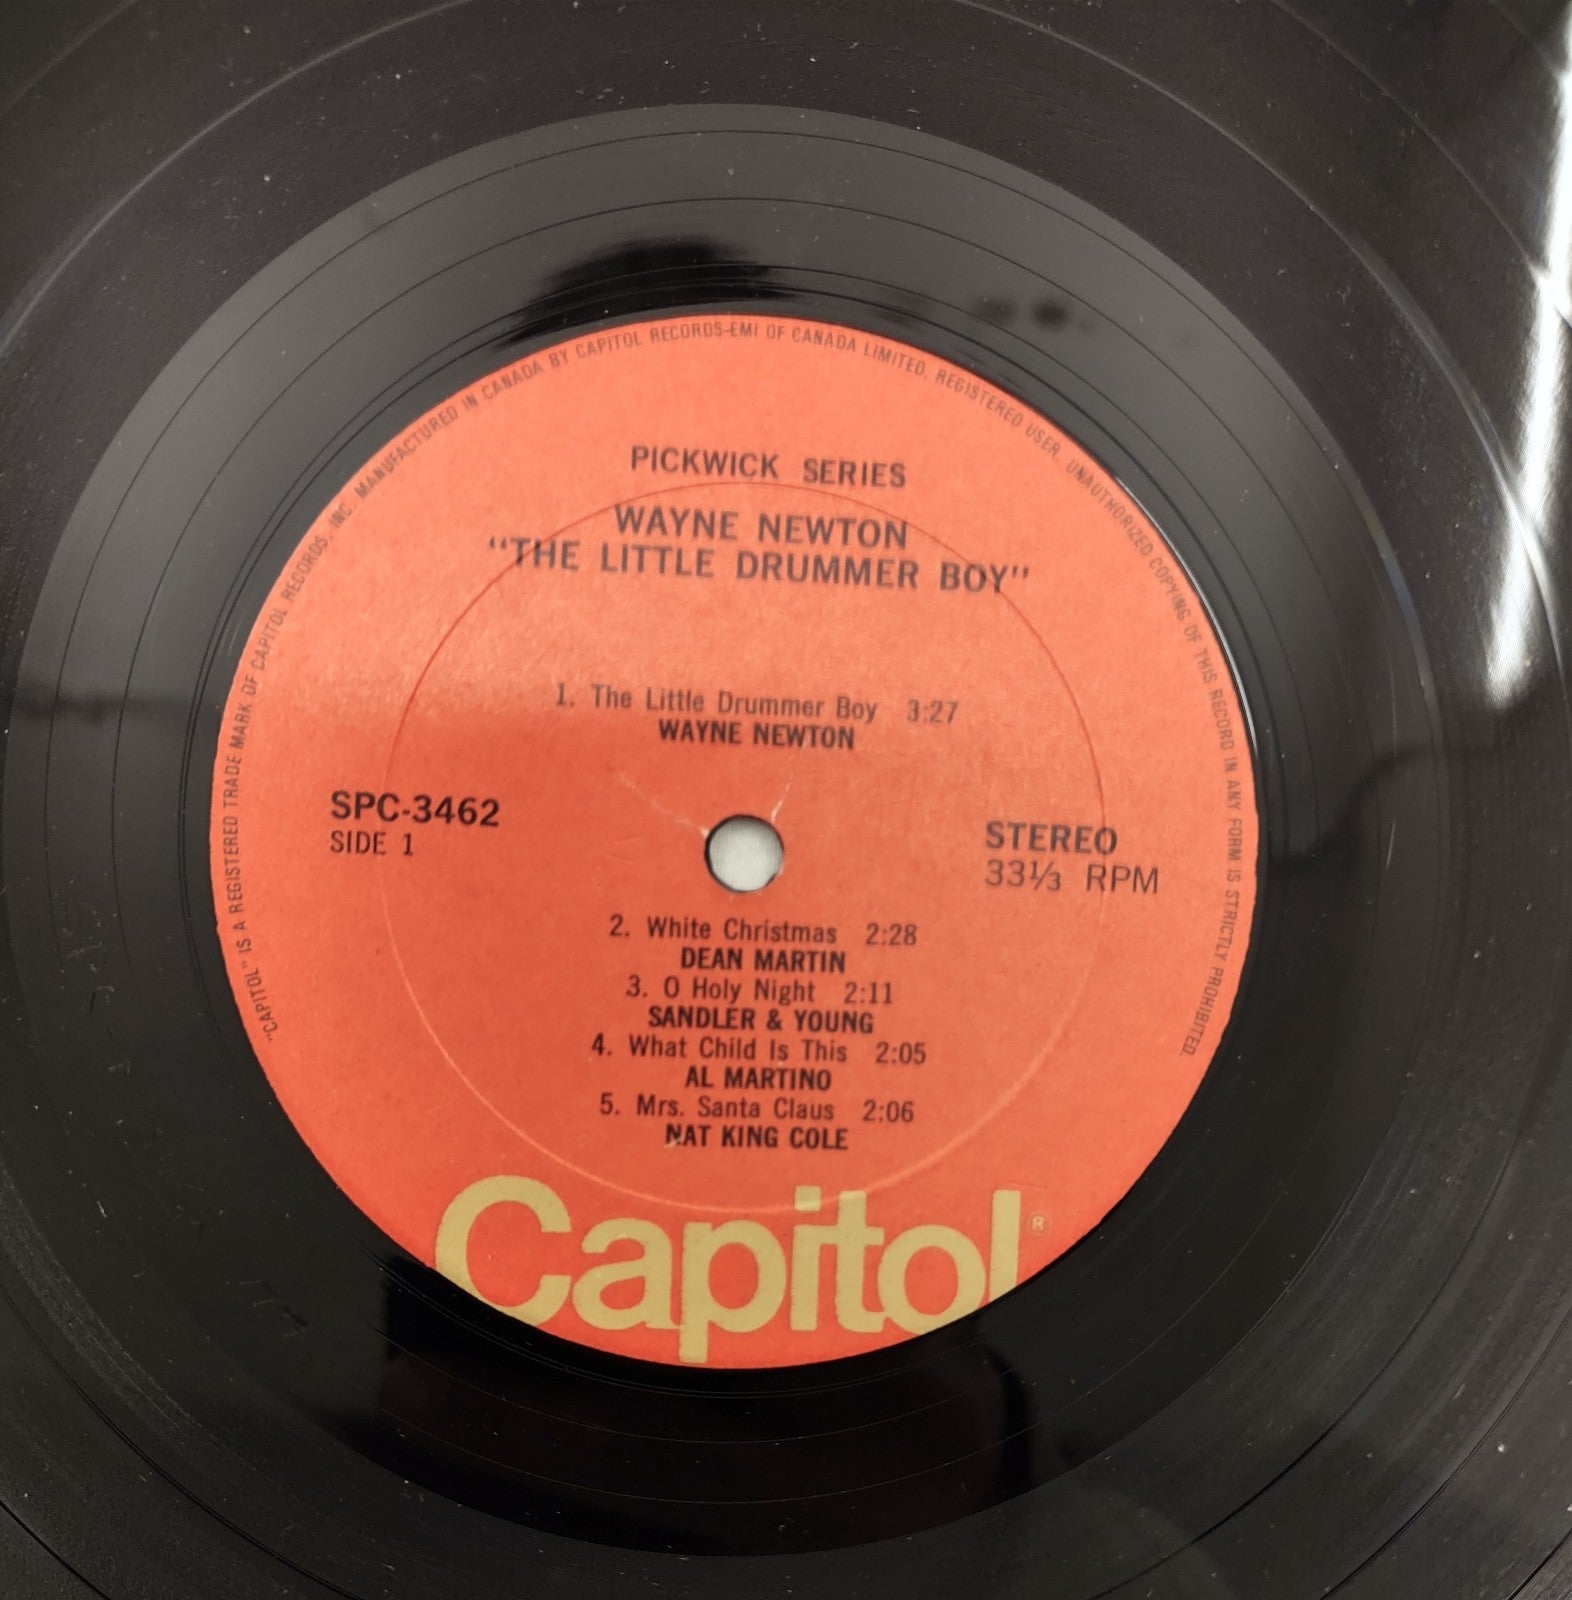 "CAPITOL" IS A REGISTERED TRADE MARK OF CAPITOL RECORDS, INC. MANUFACTURED IN CANADA BY CAPITOL RECORDS-EMI OF CANADA LIMITED, REGISTERED USER. UNAUTHORIZED COPYING OF THIS RECORD IN ANY FORM IS STRICTLY PROHIBITED.
PICKWICK SERIES
WAYNE NEWTON
"THE LITTLE DRUMMER BOY"
1. The Little Drummer Boy 3:27
WAYNE NEWTON
SPC-3462
SIDE 1
STEREO
33⅓ RPM
2. White Christmas 2:28
DEAN MARTIN
3. O Holy Night 2:11
SANDLER & YOUNG
4. What Child Is This 2:05
AL MARTINO
5. Mrs. Santa Claus 2:06
NAT KING COLE
Capitol®